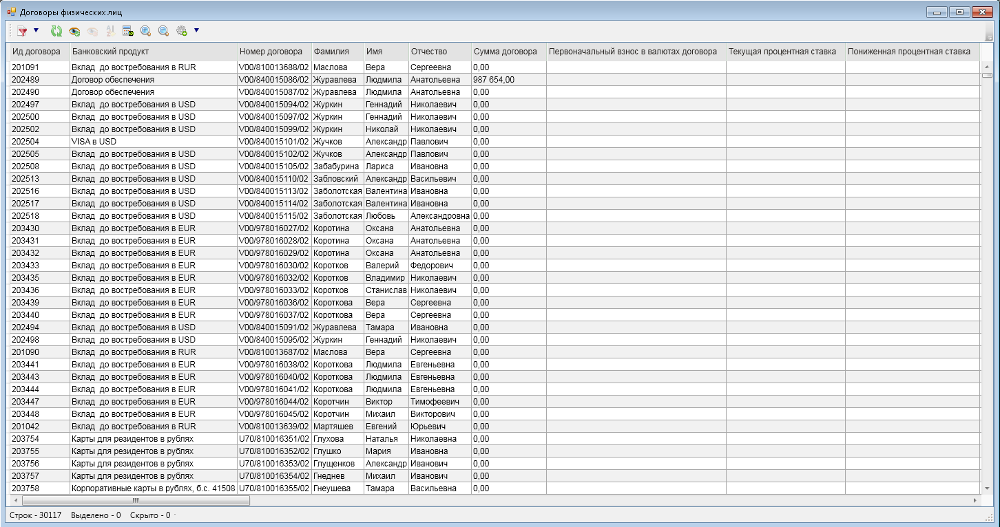 Договоры физических лиц
Ид договора Банковский продукт Номер договора Фамилия Имя Отчество Сумма договора Первоначальный взнос в валютах договора Текущая процентная ставка Пониженная процентная ставка
201091 Вклад до востребования в RUR V00/810013688/02 Маслова Вера Сергеевна 0,00
202489 Договор обеспечения V00/840015086/02 Журавлева Людмила Анатольевна 987 654,00
202490 Договор обеспечения V00/840015087/02 Журавлева Людмила Анатольевна 0,00
202497 Вклад до востребования в USD V00/840015094/02 Журкин Геннадий Николаевич 0,00
202500 Вклад до востребования в USD V00/840015097/02 Журкин Геннадий Николаевич 0,00
202502 Вклад до востребования в USD V00/840015099/02 Журкин Николай Николаевич 0,00
202504 VISA в USD V00/840015101/02 Жучков Александр Павлович 0,00
202505 Вклад до востребования в USD V00/840015102/02 Жучков Александр Павлович 0,00
202508 Вклад до востребования в USD V00/840015105/02 Забабурина Лариса Ивановна 0,00
202513 Вклад до востребования в USD V00/840015110/02 Забловский Александр Васильевич 0,00
202516 Вклад до востребования в USD V00/840015113/02 Заболотская Валентина Ивановна 0,00
202517 Вклад до востребования в USD V00/840015114/02 Заболотская Валентина Ивановна 0,00
202518 Вклад до востребования в USD V00/840015115/02 Заболотская Любовь Александровна 0,00
203430 Вклад до востребования в EUR V00/978016027/02 Коротина Оксана Анатольевна 0,00
203431 Вклад до востребования в EUR V00/978016028/02 Коротина Оксана Анатольевна 0,00
203432 Вклад до востребования в EUR V00/978016029/02 Коротина Оксана Анатольевна 0,00
203433 Вклад до востребования в EUR V00/978016030/02 Коротков Валерий Федорович 0,00
203435 Вклад до востребования в EUR V00/978016032/02 Коротков Владимир Николаевич 0,00
203436 Вклад до востребования в EUR V00/978016033/02 Коротков Станислав Николаевич 0,00
203439 Вклад до востребования в EUR V00/978016036/02 Короткова Вера Сергеевна 0,00
203440 Вклад до востребования в EUR V00/978016037/02 Короткова Вера Сергеевна 0,00
202494 Вклад до востребования в USD V00/840015091/02 Журавлева Тамара Ивановна 0,00
202498 Вклад до востребования в USD V00/840015095/02 Журкин Геннадий Николаевич 0,00
201090 Вклад до востребования в RUR V00/810013687/02 Маслова Вера Сергеевна 0,00
203441 Вклад до востребования в EUR V00/978016038/02 Короткова Людмила Евгеньевна 0,00
203443 Вклад до востребования в EUR V00/978016040/02 Короткова Людмила Евгеньевна 0,00
203444 Вклад до востребования в EUR V00/978016041/02 Короткова Людмила Евгеньевна 0,00
203447 Вклад до востребования в EUR V00/978016044/02 Коротчин Виктор Тимофеевич 0,00
203448 Вклад до востребования в EUR V00/978016045/02 Коротчин Михаил Викторович 0,00
201042 Вклад до востребования в RUR V00/810013639/02 Мартяшев Евгений Юрьевич 0,00
203754 Карты для резидентов в рублях U70/810016351/02 Глухова Наталья Николаевна 0,00
203755 Карты для резидентов в рублях U70/810016352/02 Глушко Мария Ивановна 0,00
203756 Карты для резидентов в рублях U70/810016353/02 Глущенков Александр Иванович 0,00
203757 Карты для резидентов в рублях U70/810016354/02 Гнеднев Михаил Иванович 0,00
203758 Корпоративные карты в рублях, б.с. 41508 U70/810016355/02 Гнеушева Тамара Васильевна 0,00
Строк - 30117 Выделено - 0 Скрыто - 0